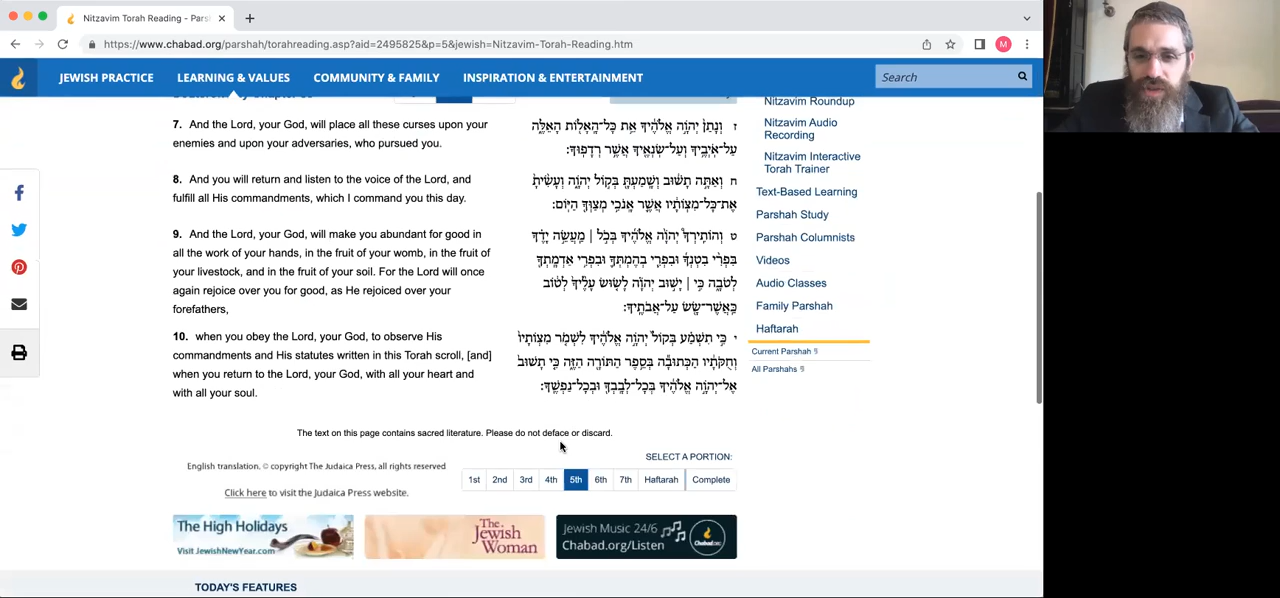 Nitzavim Torah Reading - Pars
https://www.chabad.org/parshah/torahreading.asp?aid=2495825&p=5&jewish=Nitzavim-Torah-Reading.htm
M
JEWISH PRACTICE
LEARNING & VALUES
COMMUNITY & FAMILY
INSPIRATION & ENTERTAINMENT
Search
7. And the Lord, your God, will place all these curses upon your
enemies and upon your adversaries, who pursued you.
ז וְנָתַ֨ן יְהֹוָ֤ה אֱלֹהֶ֨יךָ֙ אֵ֥ת כָּל־הָֽאָל֖וֹת הָאֵ֑לֶּה
עַל־אֹֽיְבֶ֥יךָ וְעַל־שֽׂנְאֶ֖יךָ אֲשֶׁ֥ר רְדָפֽוּךָ:
8. And you will return and listen to the voice of the Lord, and
fulfill all His commandments, which I command you this day.
ח וְאַתָּ֣ה תָשׁ֔וּב וְשָֽׁמַעְתָּ֖ בְּק֣וֹל יְהֹוָ֑ה וְעָשִׂ֨יתָ֙
אֶת־כָּל־מִצְו‍ֹתָ֔יו אֲשֶׁ֛ר אָֽנֹכִ֥י מְצַוְּךָ֖ הַיּֽוֹם:
9. And the Lord, your God, will make you abundant for good in
all the work of your hands, in the fruit of your womb, in the fruit of
your livestock, and in the fruit of your soil. For the Lord will once
again rejoice over you for good, as He rejoiced over your
forefathers,
ט וְהוֹתִֽירְךָ֩ יְהֹוָ֨ה אֱלֹהֶ֜יךָ בְּכֹ֣ל | מַֽעֲשֵׂ֣ה יָדֶ֗ךָ
בִּפְרִ֨י בִטְנְךָ֜ וּבִפְרִ֧י בְהֶמְתְּךָ֛ וּבִפְרִ֥י אַדְמָֽתְךָ֖
לְטֹבָ֑ה כִּ֣י | יָשׁ֣וּב יְהֹוָ֗ה לָשׂ֤וּשׂ עָלֶ֨יךָ֙ לְט֔וֹב
כַּֽאֲשֶׁר־שָׂ֖שׂ עַל־אֲבֹתֶֽיךָ:
10. when you obey the Lord, your God, to observe His
commandments and His statutes written in this Torah scroll, [and]
when you return to the Lord, your God, with all your heart and
with all your soul.
י כִּ֣י תִשְׁמַ֗ע בְּקוֹל֙ יְהֹוָ֣ה אֱלֹהֶ֔יךָ לִשְׁמֹ֤ר מִצְו‍ֹתָיו֙
וְחֻקֹּתָ֔יו הַכְּתוּבָ֕ה בְּסֵ֥פֶר הַתּוֹרָ֖ה הַזֶּ֑ה כִּ֤י תָשׁוּב֙
אֶל־יְהֹוָ֣ה אֱלֹהֶ֔יךָ בְּכָל־לְבָֽבְךָ֖ וּבְכָל־נַפְשֶֽׁךָ:
The text on this page contains sacred literature. Please do not deface or discard.
English translation. © copyright The Judaica Press, all rights reserved
Click here to visit the Judaica Press website.
SELECT A PORTION:
1st 2nd 3rd 4th 5th 6th 7th Haftarah Complete
The High Holidays
Visit JewishNewYear.com
The
Jewish
Woman
Jewish Music 24/6
Chabad.org/Listen
TODAY'S FEATURES
Nitzavim Roundup
Nitzavim Audio
Recording
Nitzavim Interactive
Torah Trainer
Text-Based Learning
Parshah Study
Parshah Columnists
Videos
Audio Classes
Family Parshah
Haftarah
Current Parshah ¶
All Parshahs ¶